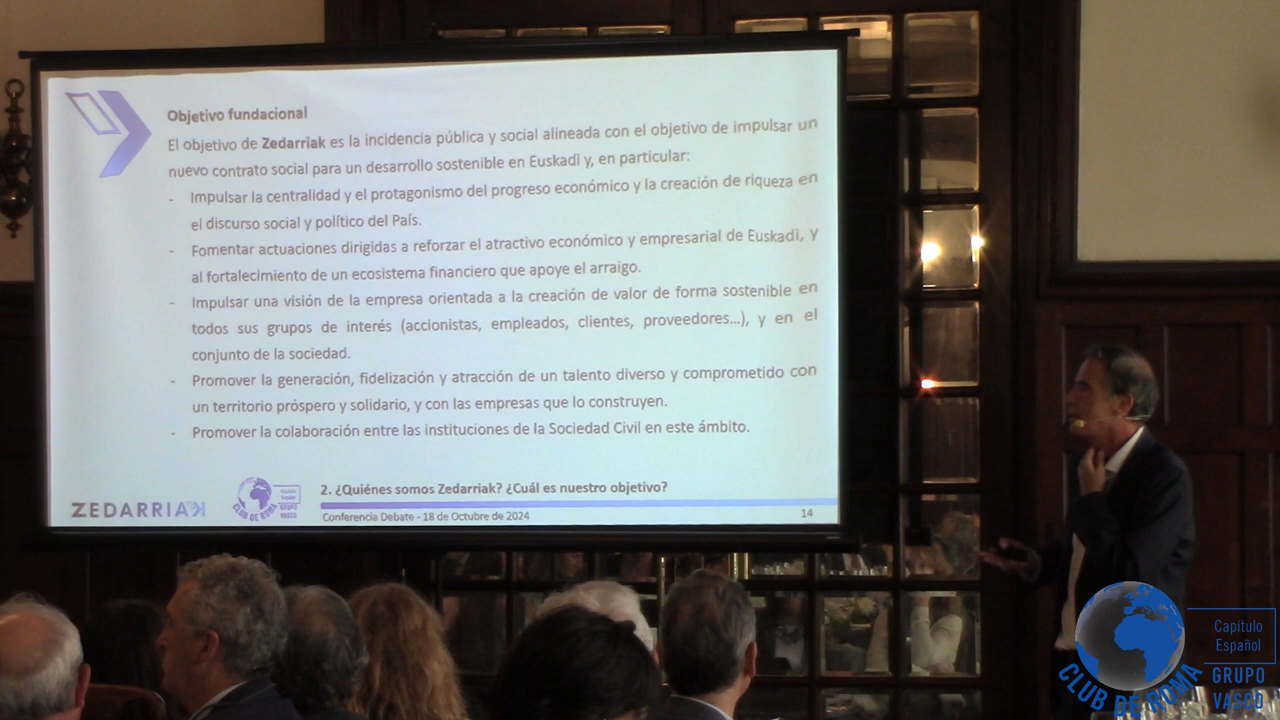 Objetivo fundacional
El objetivo de Zedarriak es la incidencia pública y social alineada con el objetivo de impulsar un
nuevo contrato social para un desarrollo sostenible en Euskadi y, en particular:
- Impulsar la centralidad y el protagonismo del progreso económico y la creación de riqueza en
el discurso social y político del País.
- Fomentar actuaciones dirigidas a reforzar el atractivo económico y empresarial de Euskadi, y
al fortalecimiento de un ecosistema financiero que apoye el arraigo.
- Impulsar una visión de la empresa orientada a la creación de valor de forma sostenible en
todos sus grupos de interés (accionistas, empleados, clientes, proveedores...), y en el
conjunto de la sociedad.
- Promover la generación, fidelización y atracción de un talento diverso y comprometido con
un territorio próspero y solidario, y con las empresas que lo construyen.
- Promover la colaboración entre las instituciones de la Sociedad Civil en este ámbito.
ZEDARRIAK
CLUB DE ROMA
Capítulo
Español
GRUPO
VASCO
2. ¿Quiénes somos Zedarriak? ¿Cuál es nuestro objetivo?
Conferencia Debate - 18 de Octubre de 2024
14
CLUB DE ROMA
Capítulo
Español
GRUPO
VASCO